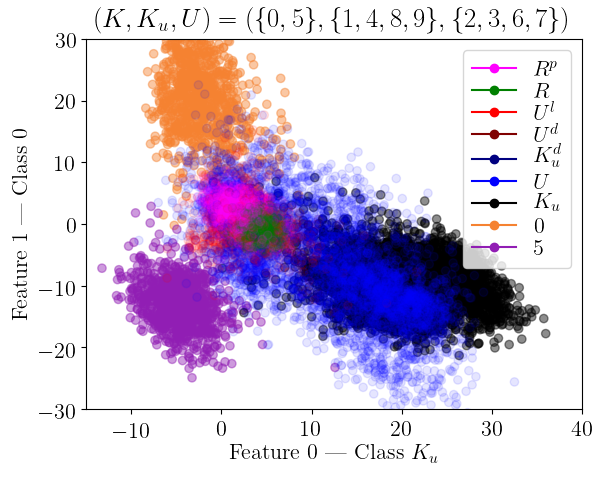 (K, K_u, U) = ({0, 5}, {1, 4, 8, 9}, {2, 3, 6, 7})
30
20
10
0
−10
−20
−30
Feature 1 — Class 0
R^p
R
U^l
U^d
K_u^d
U
K_u
0
5
−10
0
10
20
30
40
Feature 0 — Class K_u